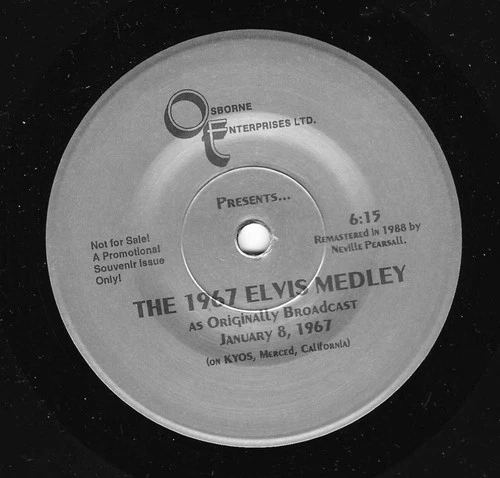 OSBORNE
ENTERPRISES LTD.
PRESENTS...
6:15
REMASTERED IN 1988 by
NEVILLE PEARSALL.
Not for Sale!
A Promotional
Souvenir Issue
Only!
THE 1967 ELVIS MEDLEY
AS ORIGINALLY BROADCAST
JANUARY 8, 1967
(ON KYOS, MERCED, CALIFORNIA)